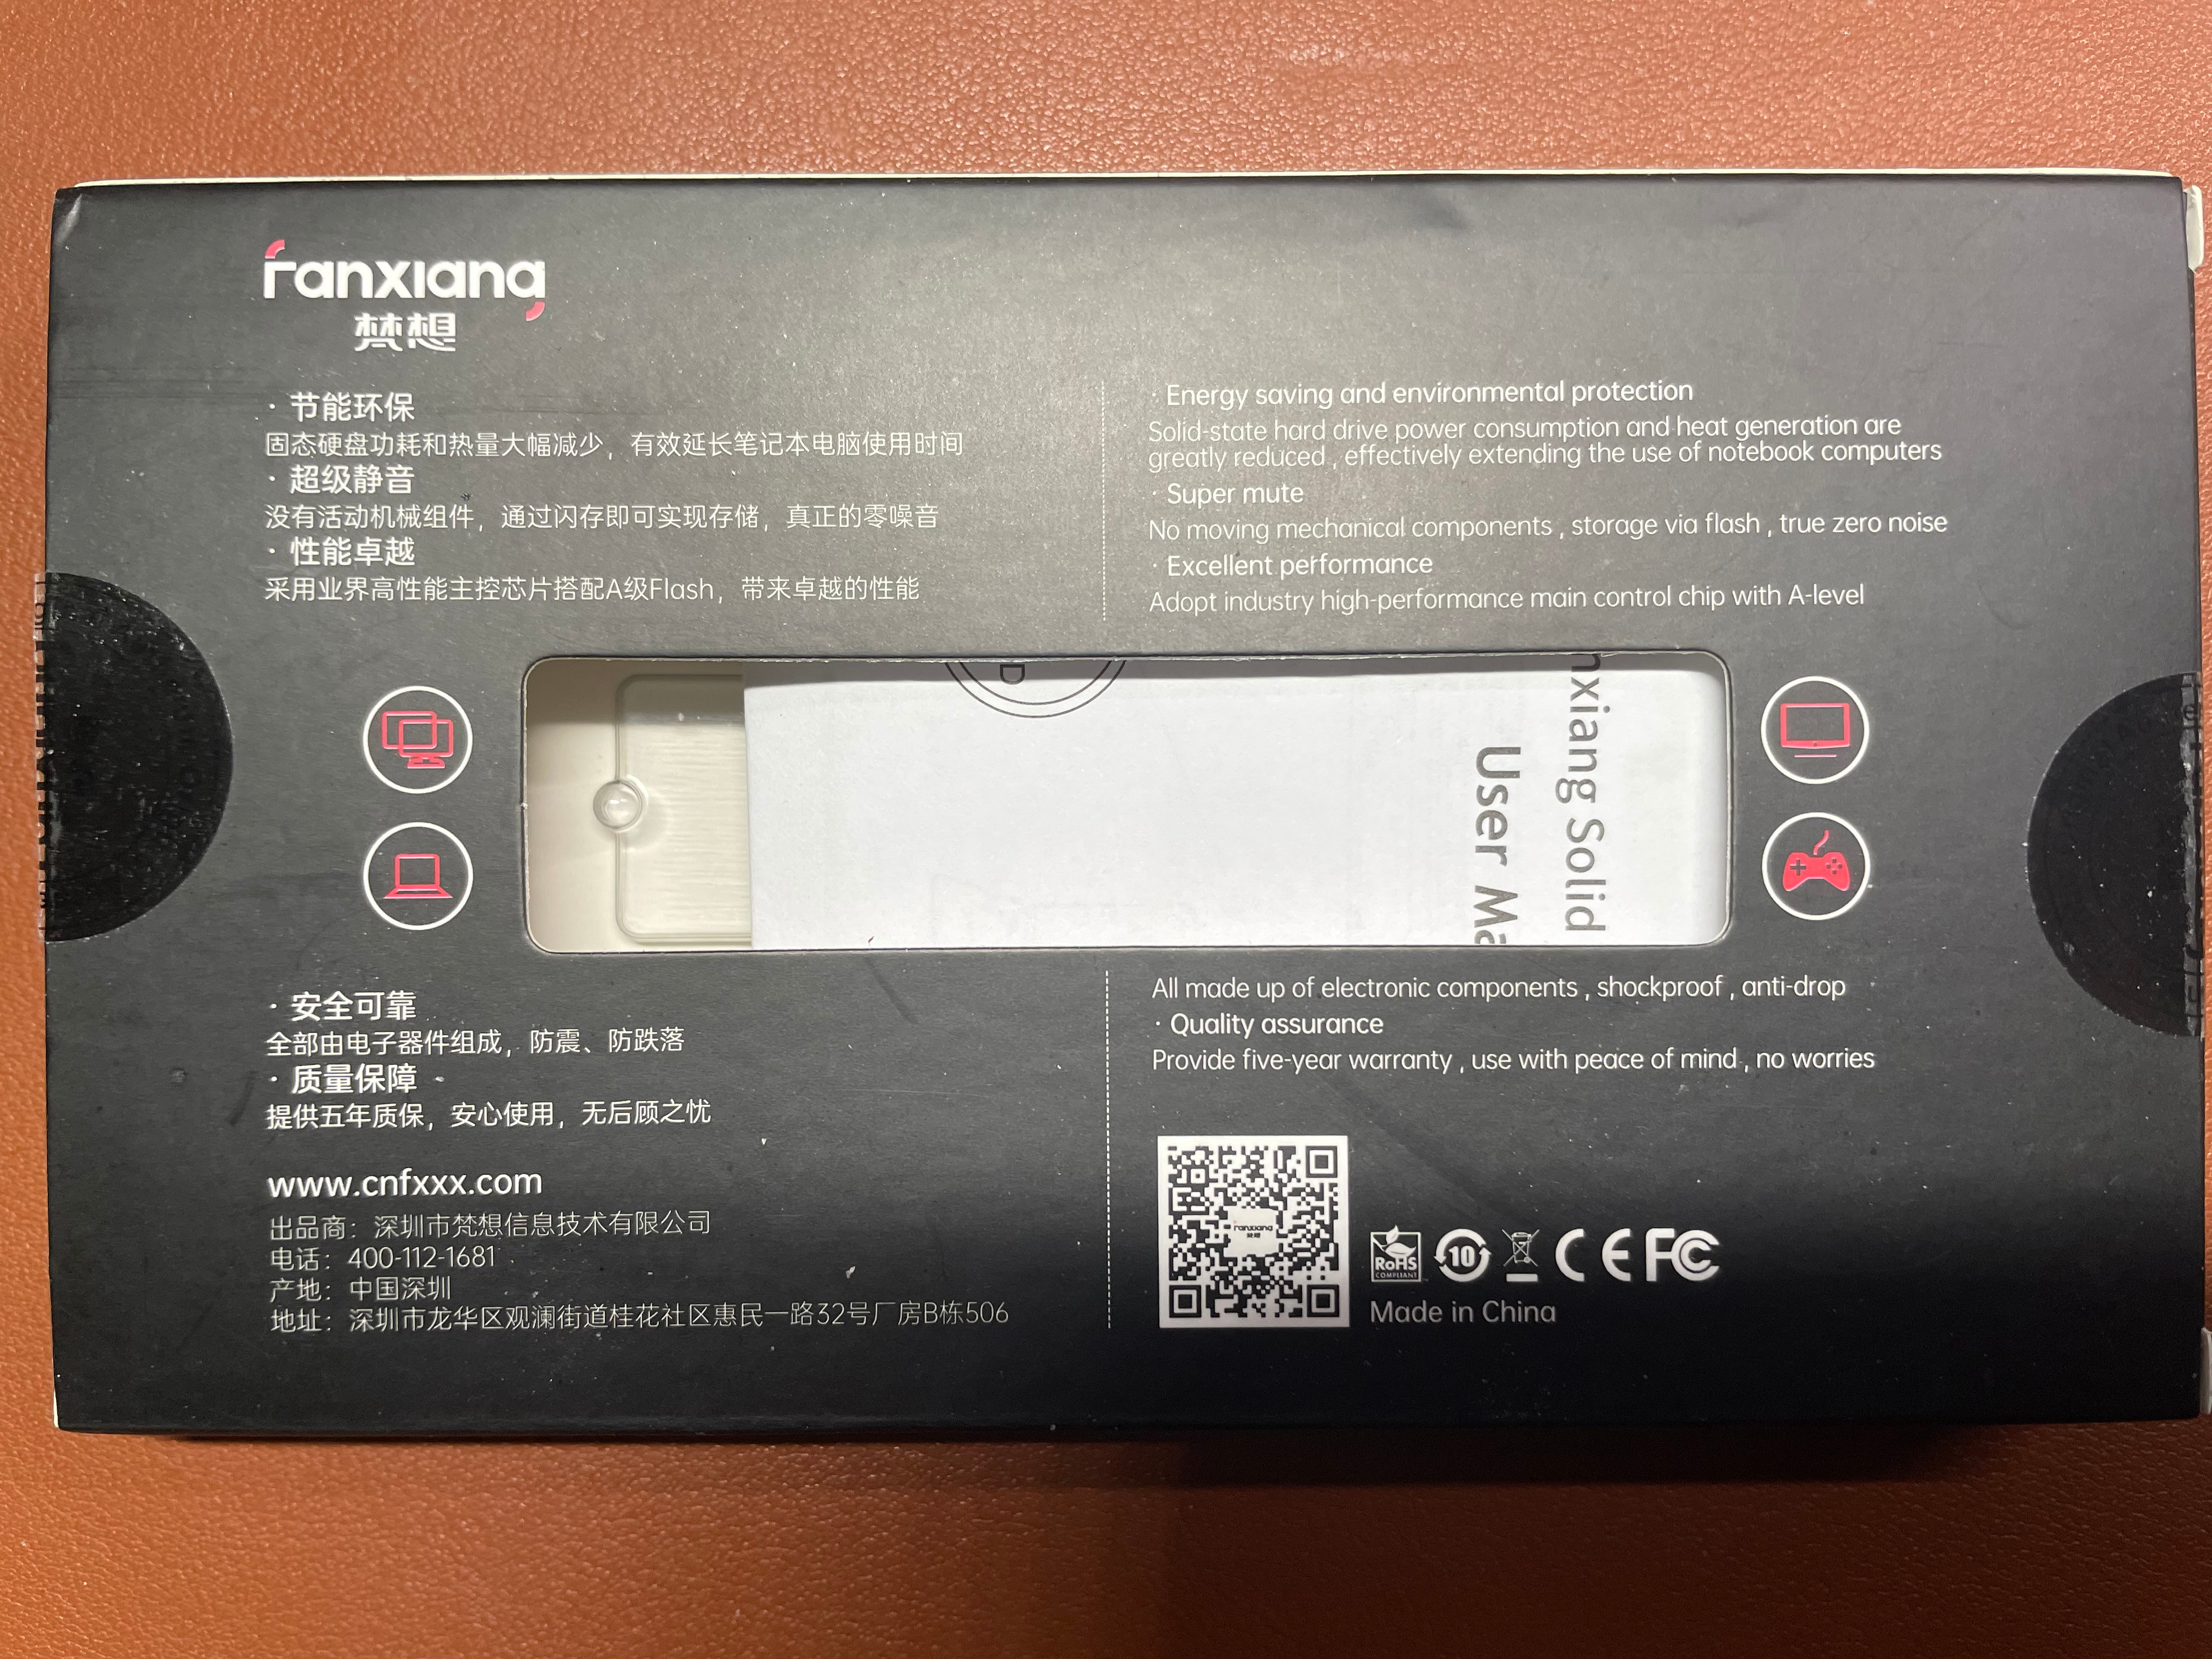 fanxiang
梵想
· 节能环保
固态硬盘功耗和热量大幅减少，有效延长笔记本电脑使用时间
· 超级静音
没有活动机械组件，通过闪存即可实现存储，真正的零噪音
· 性能卓越
采用业界高性能主控芯片搭配A级Flash，带来卓越的性能
· Energy saving and environmental protection
Solid-state hard drive power consumption and heat generation are
greatly reduced , effectively extending the use of notebook computers
· Super mute
No moving mechanical components , storage via flash , true zero noise
· Excellent performance
Adopt industry high-performance main control chip with A-level
D
nxiang Solid
User Ma
· 安全可靠
全部由电子器件组成，防震、防跌落
· 质量保障
提供五年质保，安心使用，无后顾之忧
www.cnfxxx.com
出品商：深圳市梵想信息技术有限公司
电话：400-112-1681
产地：中国深圳
地址：深圳市龙华区观澜街道桂花社区惠民一路32号厂房B栋506
All made up of electronic components , shockproof , anti-drop
· Quality assurance
Provide five-year warranty , use with peace of mind , no worries
fanxiang
梵想
RoHS
COMPLIANT
10
CE FC
Made in China